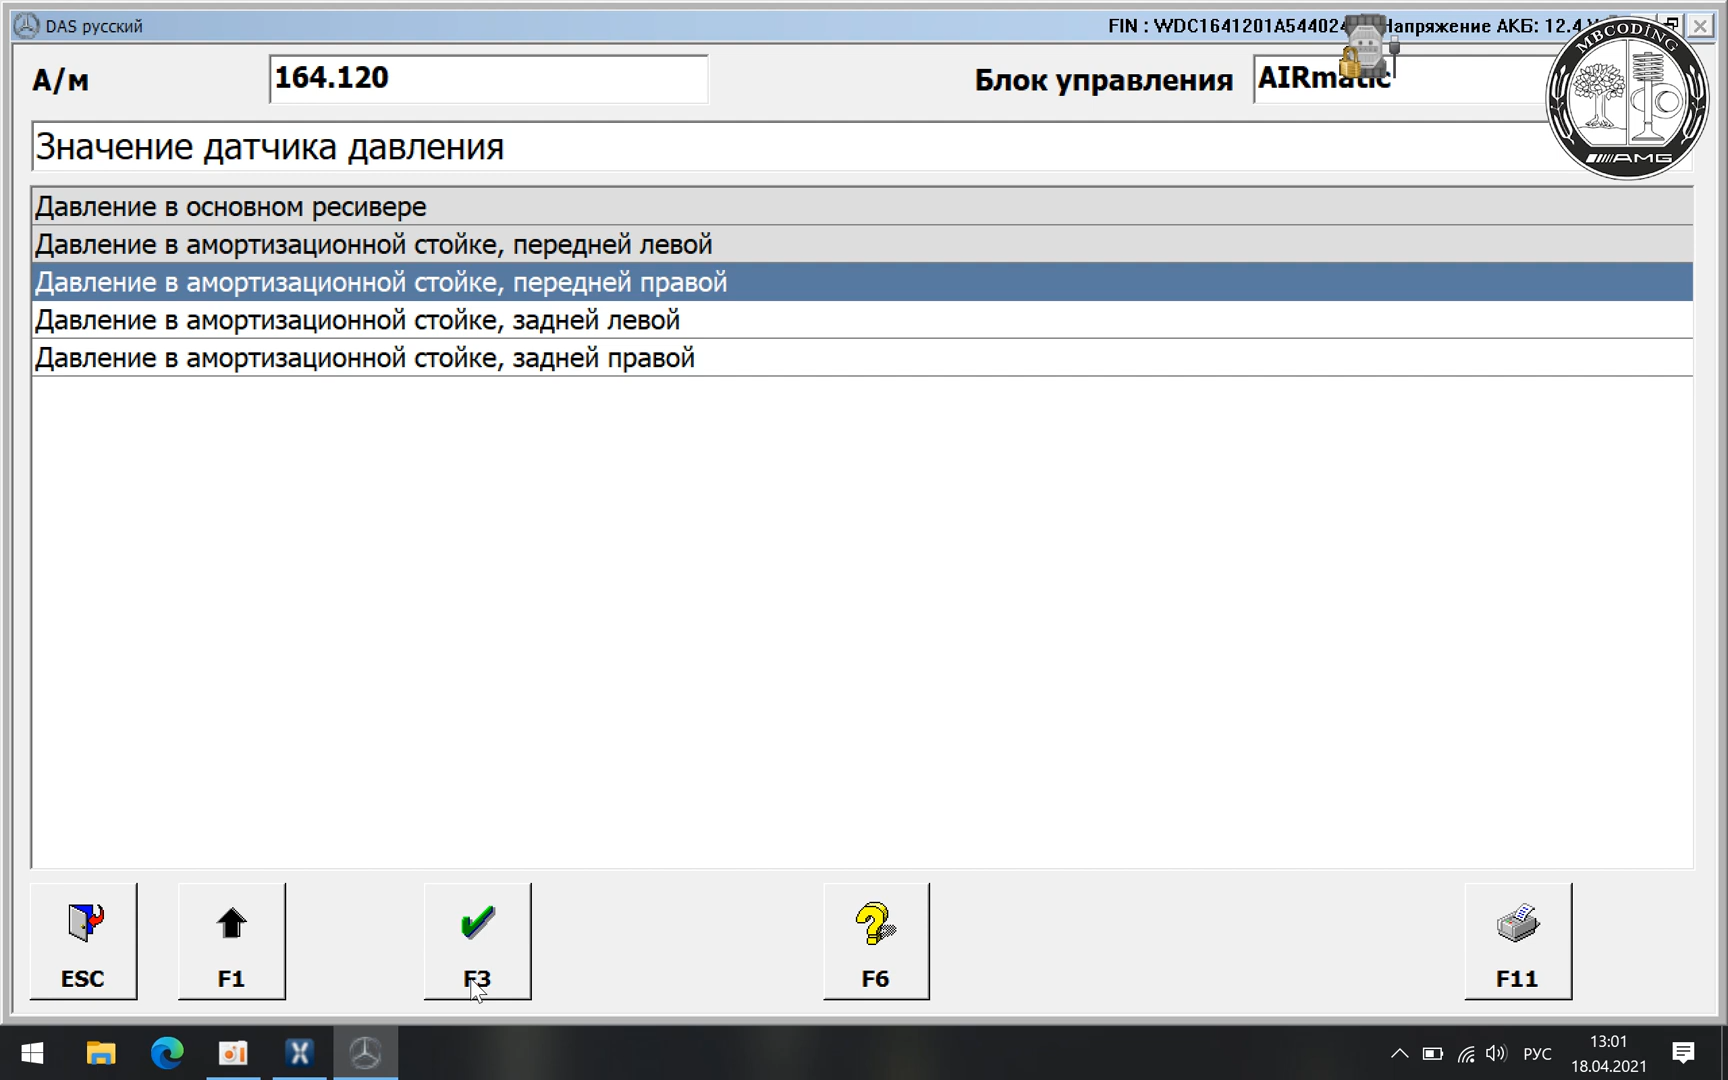 DAS русский
FIN : WDC1641201A544024 Напряжение АКБ: 12.4 V
А/м
164.120
Блок управления
AIRmatic
MBCODING
AMG
Значение датчика давления
Давление в основном ресивере
Давление в амортизационной стойке, передней левой
Давление в амортизационной стойке, передней правой
Давление в амортизационной стойке, задней левой
Давление в амортизационной стойке, задней правой
ESC
F1
F3
F6
F11
РУС
13:01
18.04.2021